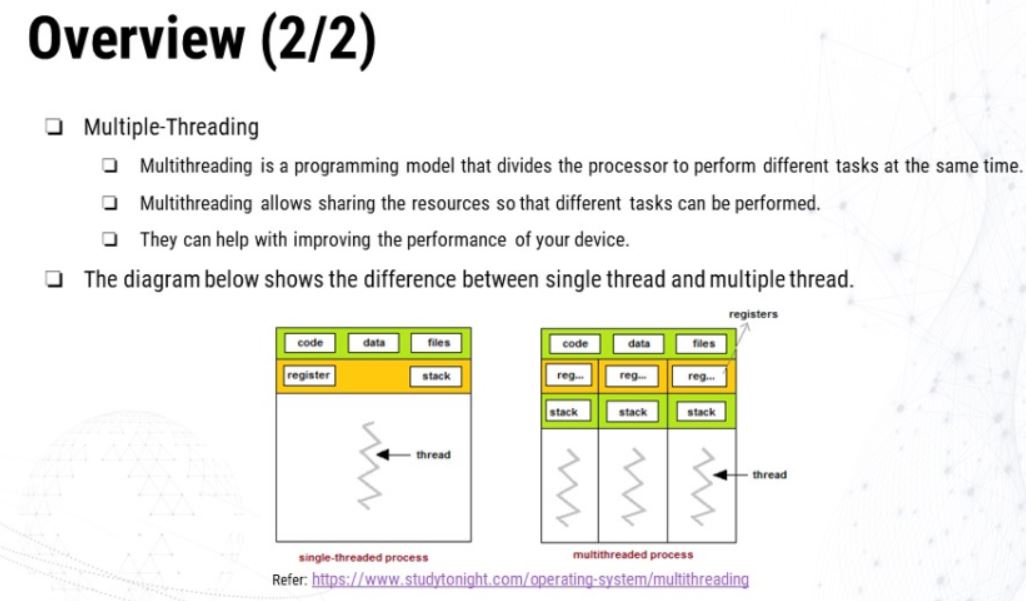 Overview (2/2)
❑ Multiple-Threading
❑ Multithreading is a programming model that divides the processor to perform different tasks at the same time.
❑ Multithreading allows sharing the resources so that different tasks can be performed.
❑ They can help with improving the performance of your device.
❑ The diagram below shows the difference between single thread and multiple thread.
registers
code data files
register stack
thread
single-threaded process
code data files
reg... reg... reg...
stack stack stack
thread
multithreaded process
Refer: https://www.studytonight.com/operating-system/multithreading